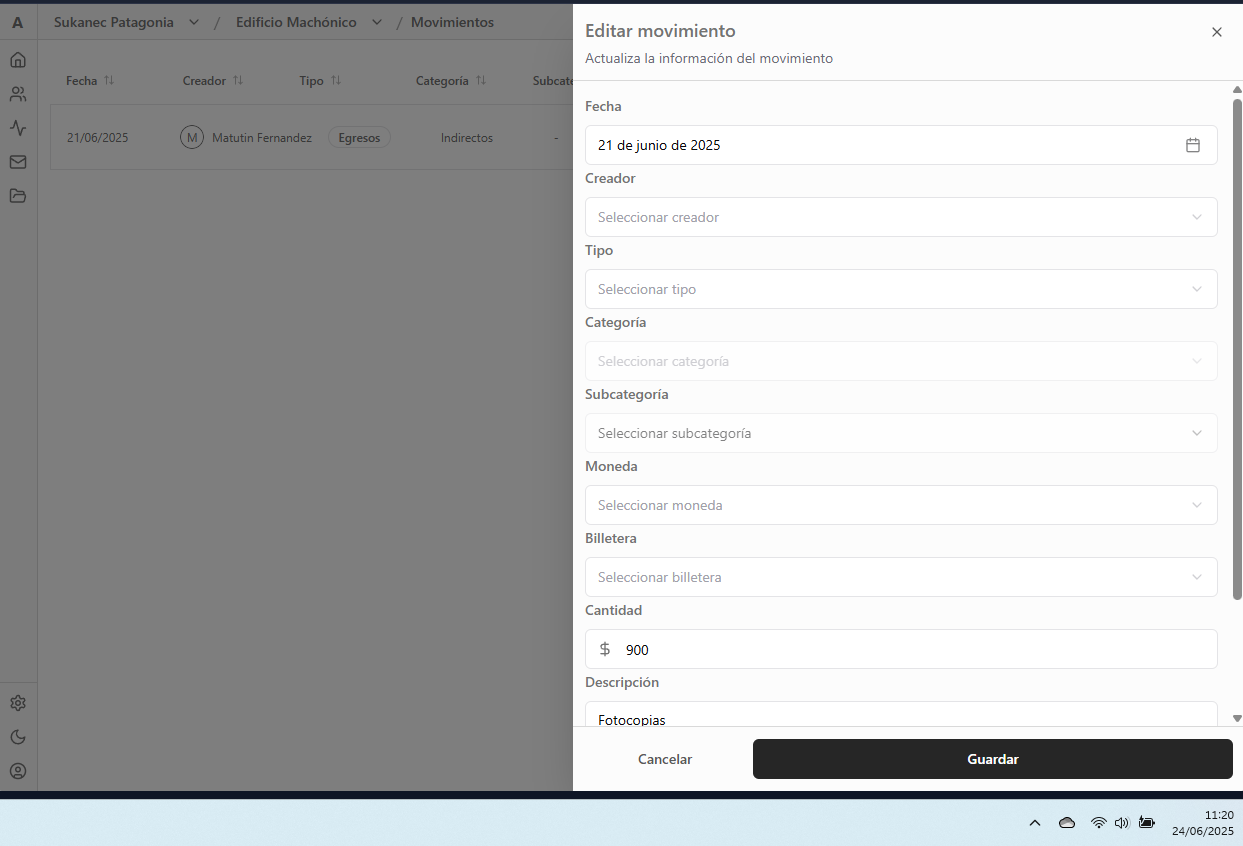 A Sukanec Patagonia / Edificio Machónico / Movimientos
Fecha Creador Tipo Categoría Subcate
21/06/2025 M Matutin Fernandez Egresos Indirectos -
Editar movimiento
Actualiza la información del movimiento
Fecha
21 de junio de 2025
Creador
Seleccionar creador
Tipo
Seleccionar tipo
Categoría
Seleccionar categoría
Subcategoría
Seleccionar subcategoría
Moneda
Seleccionar moneda
Billetera
Seleccionar billetera
Cantidad
$ 900
Descripción
Fotocopias
Cancelar Guardar
11:20
24/06/2025